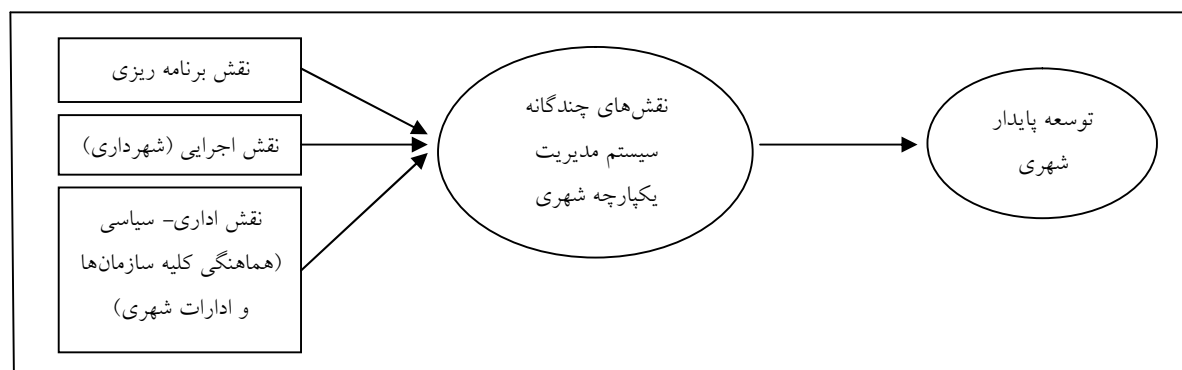 نقش برنامه ریزی
نقش اجرایی (شهرداری)
نقش اداری- سیاسی
(هماهنگی کلیه سازمان‌ها
و ادارات شهری)
نقش‌های چندگانه
سیستم مدیریت
یکپارچه شهری
توسعه پایدار
شهری